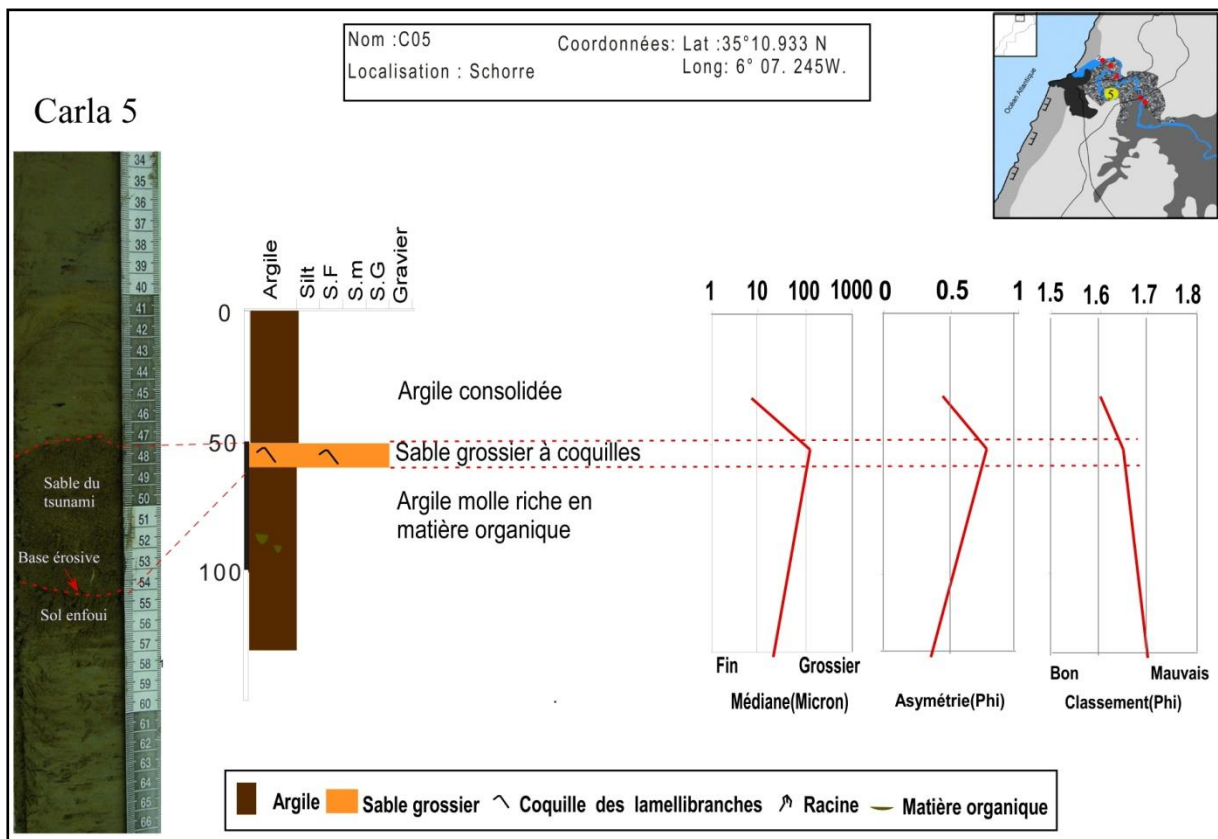 Nom :C05
Coordonnées: Lat :35°10.933 N
Localisation : Schorre
Long: 6° 07. 245W.
Océan Atlantique
5
Carla 5
34
35
36
37
38
39
40
41
42
43
44
45
46
47
48
49
50
51
52
53
54
55
56
57
58
59
60
61
62
63
64
65
66
Sable du
tsunami
Base érosive
Sol enfoui
Argile
Silt
S.F
S.m
S.G
Gravier
0
50
100
Argile consolidée
Sable grossier à coquilles
Argile molle riche en
matière organique
1 10 100 1000
Fin Grossier
Médiane(Micron)
0 0.5 1
Asymétrie(Phi)
1.5 1.6 1.7 1.8
Bon Mauvais
Classement(Phi)
Argile Sable grossier Coquille des lamellibranches Racine Matière organique